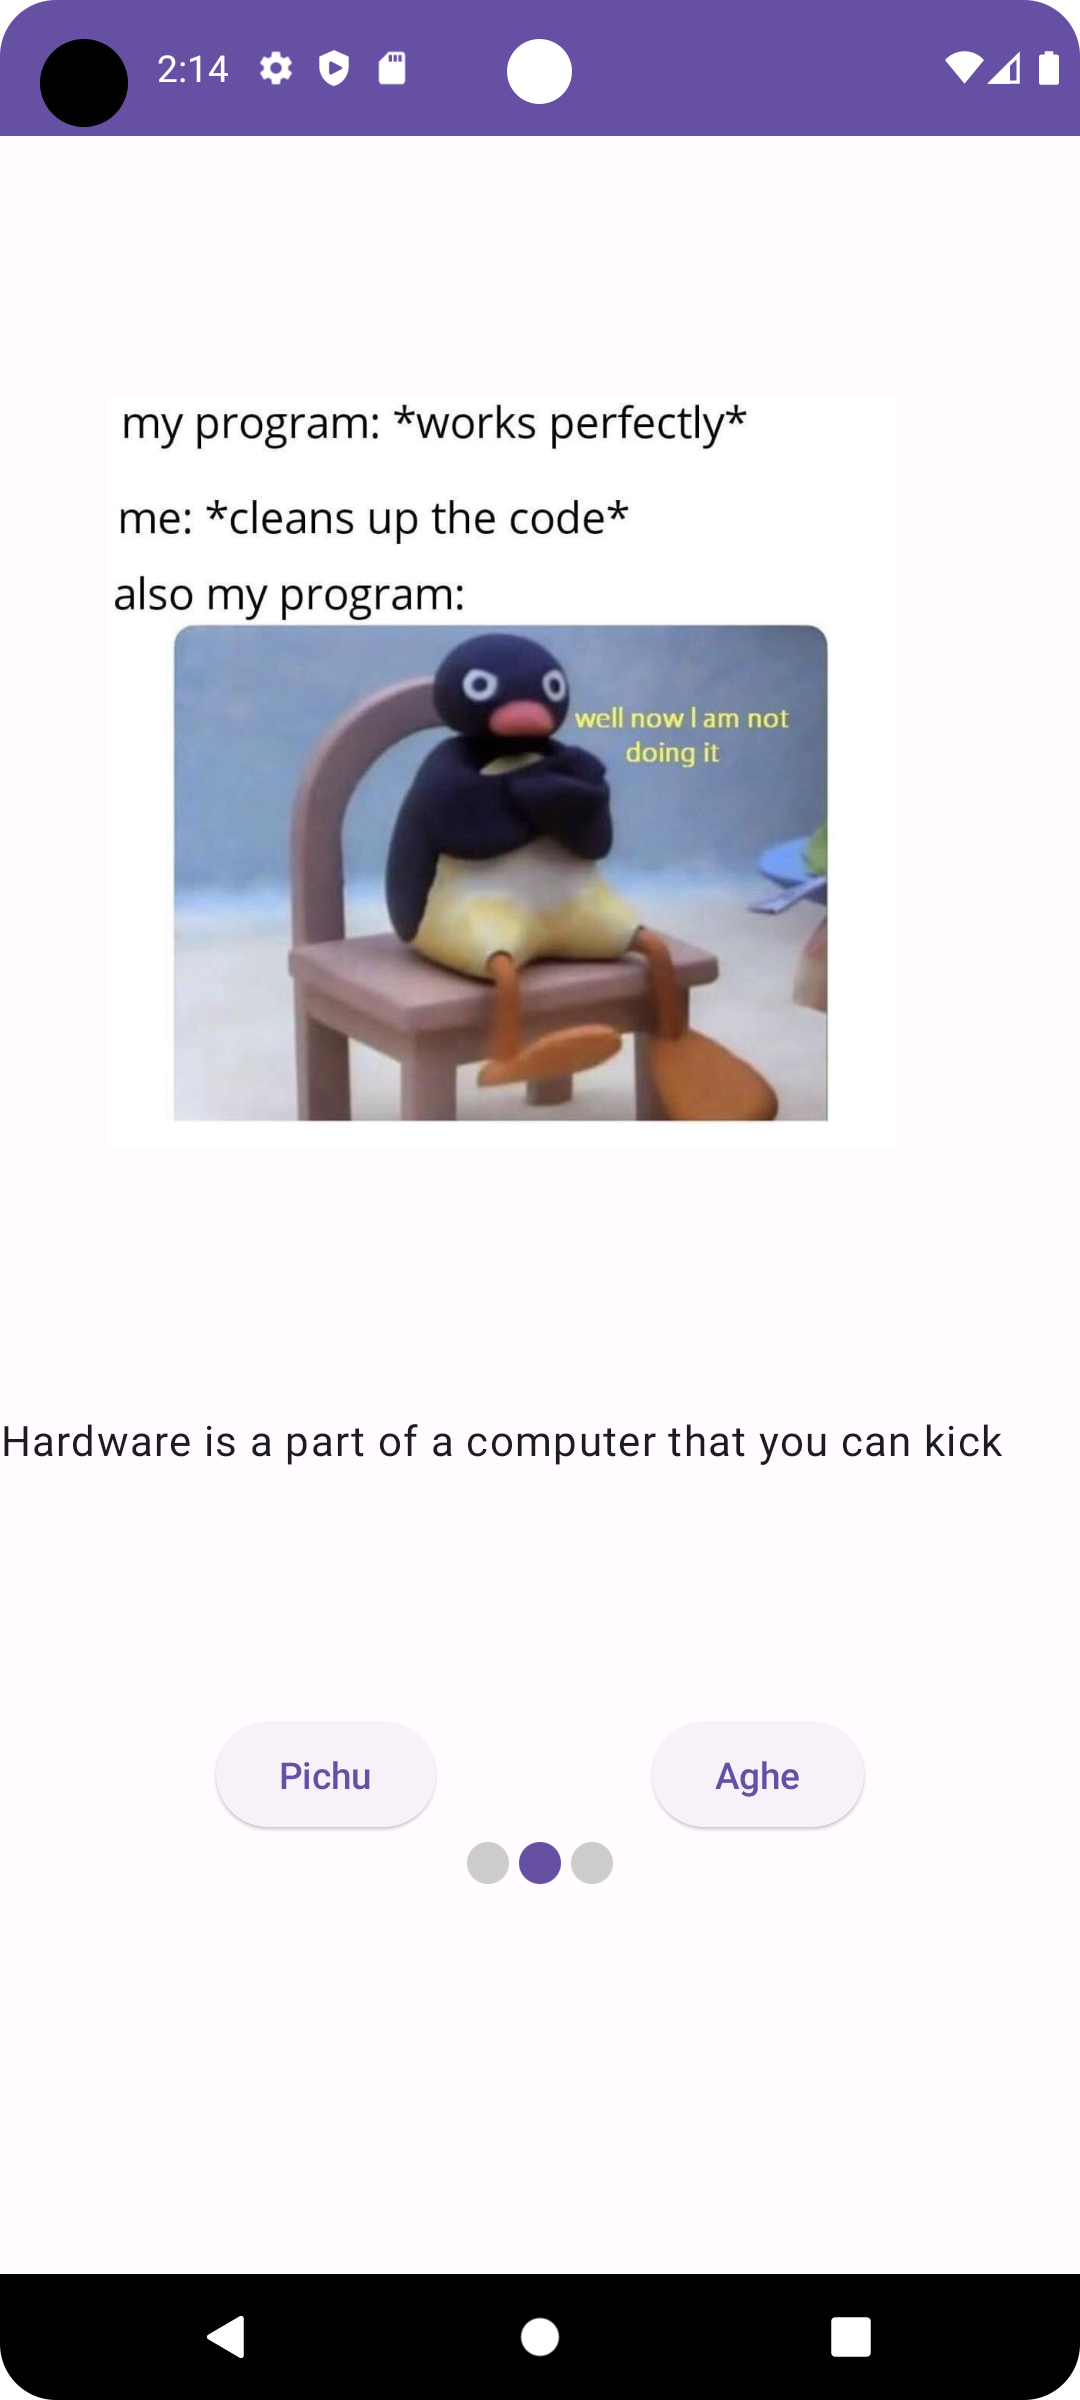 2:14
my program: *works perfectly*
me: *cleans up the code*
also my program:
well now I am not
doing it
Hardware is a part of a computer that you can kick
Pichu
Aghe